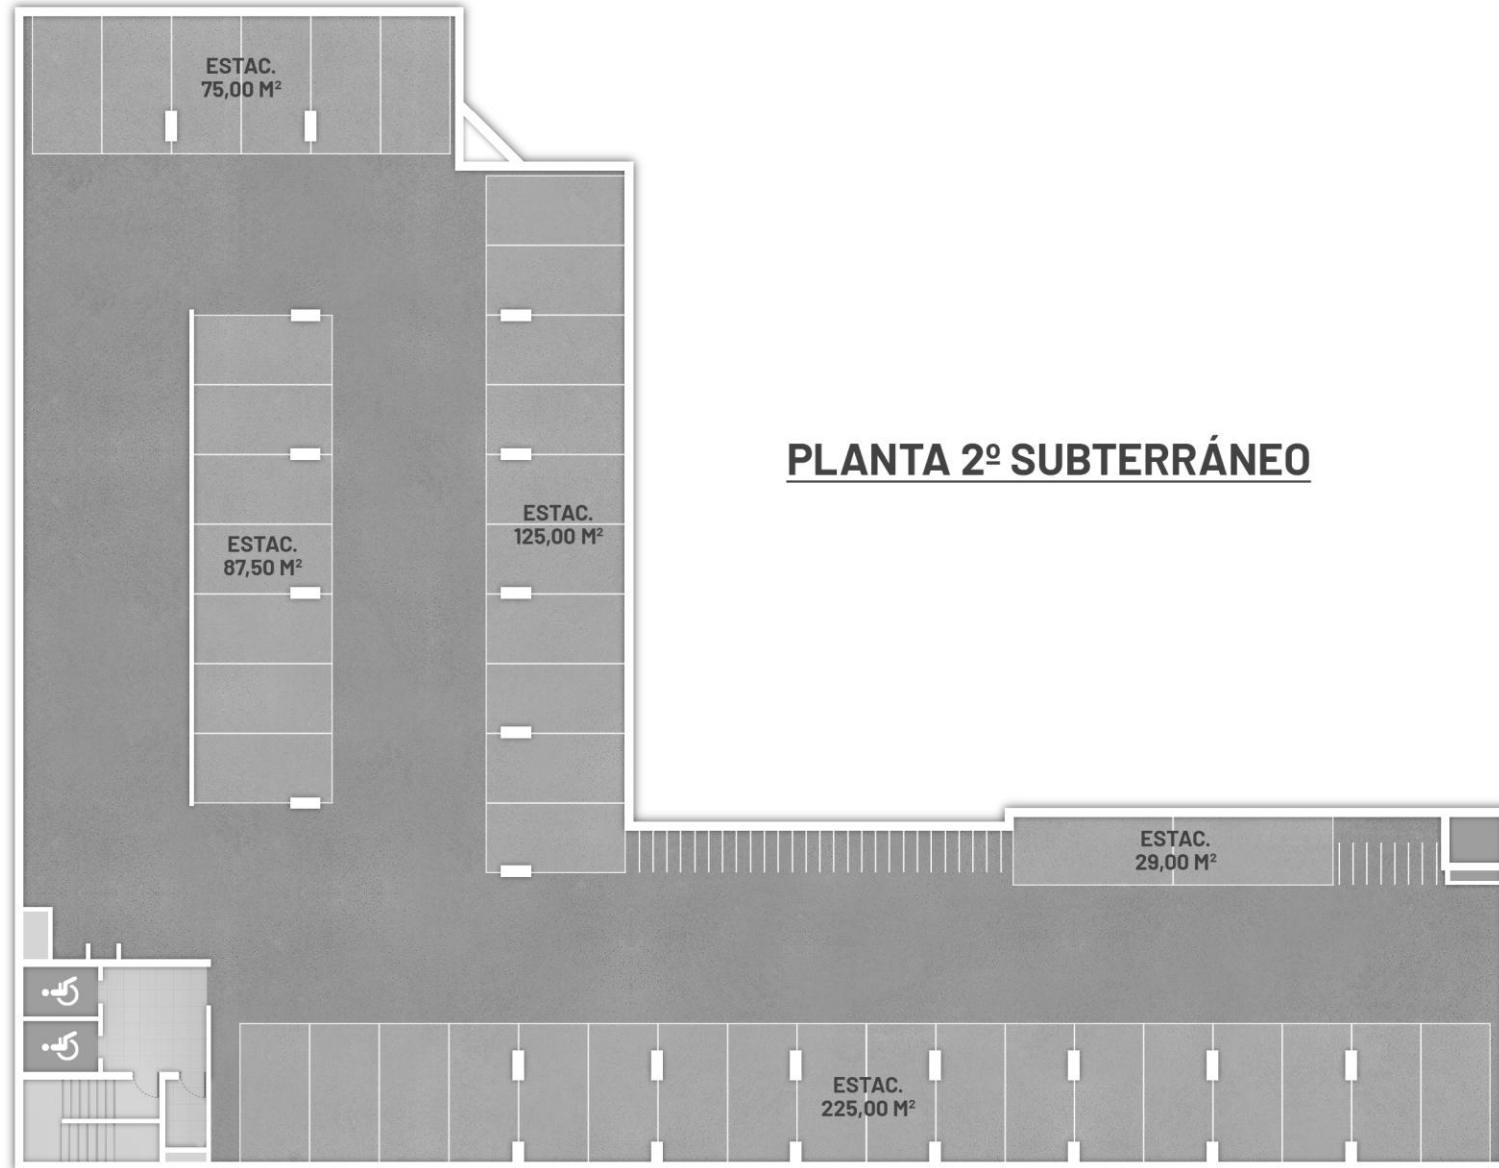 ESTAC.
75,00 M²
PLANTA 2º SUBTERRÁNEO
ESTAC.
125,00 M²
ESTAC.
87,50 M²
ESTAC.
29,00 M²
ESTAC.
225,00 M²